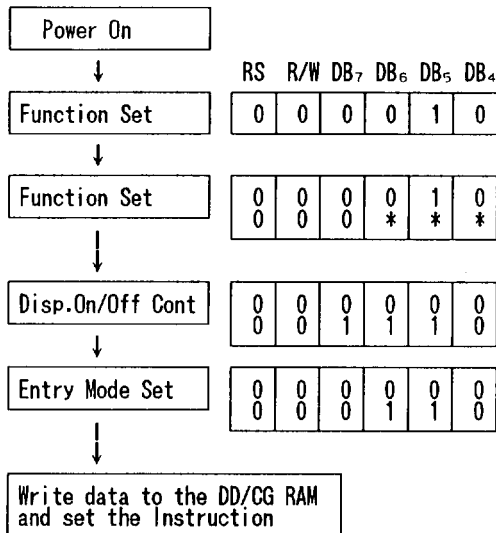 Power On
RS R/W DB₇ DB₆ DB₅ DB₄
Function Set 0 0 0 0 1 0
Function Set
0 0 0 0 1 0
0 0 0 * * *
Disp.On/Off Cont
0 0 0 0 0 0
0 0 1 1 1 0
Entry Mode Set
0 0 0 0 0 0
0 0 0 1 1 0
Write data to the DD/CG RAM
and set the Instruction